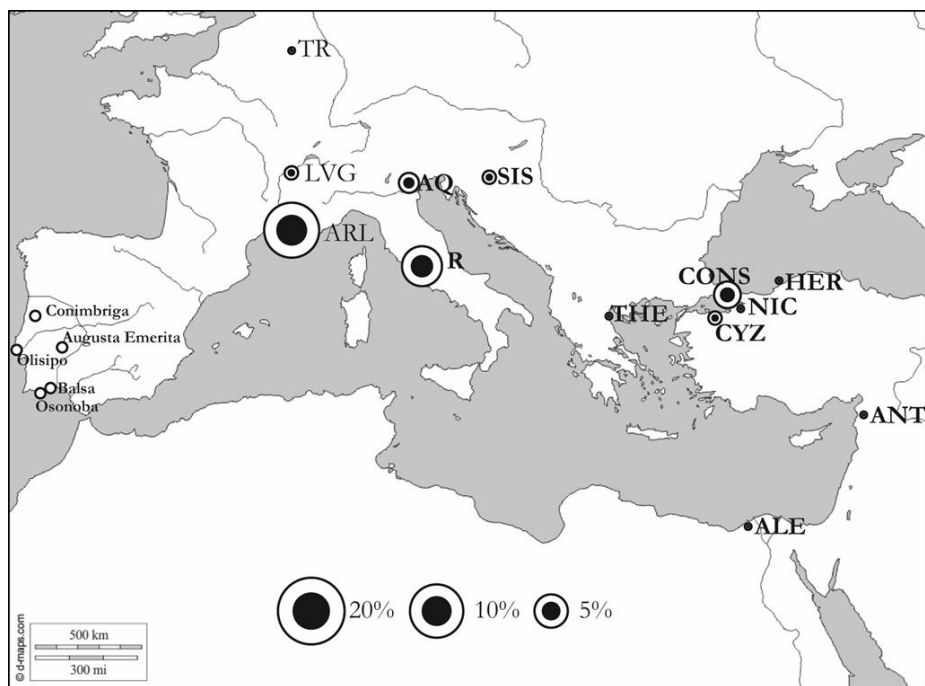 TR
LVG
AQ
SIS
ARL
R
CONS
HER
NIC
THE
CYZ
Conimbriga
Augusta Emerita
Olisipo
Balsa
Osonoba
ANT
ALE
20%
10%
5%
500 km
300 mi
© d-maps.com